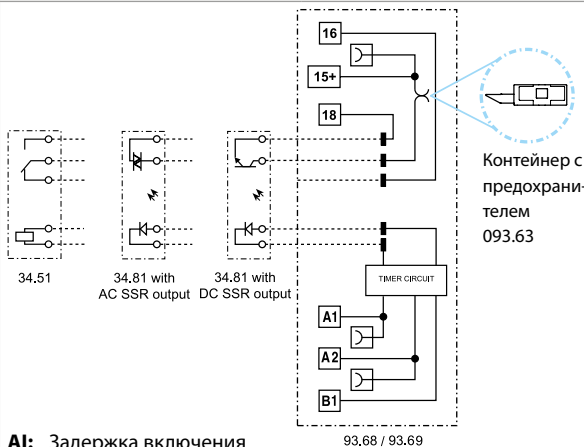 16
15+
18
Контейнер с
предохрани-
телем
093.63
34.51
34.81 with
AC SSR output
34.81 with
DC SSR output
TIMER CIRCUIT
A1
A2
B1
93.68 / 93.69
AI: Задержка включения